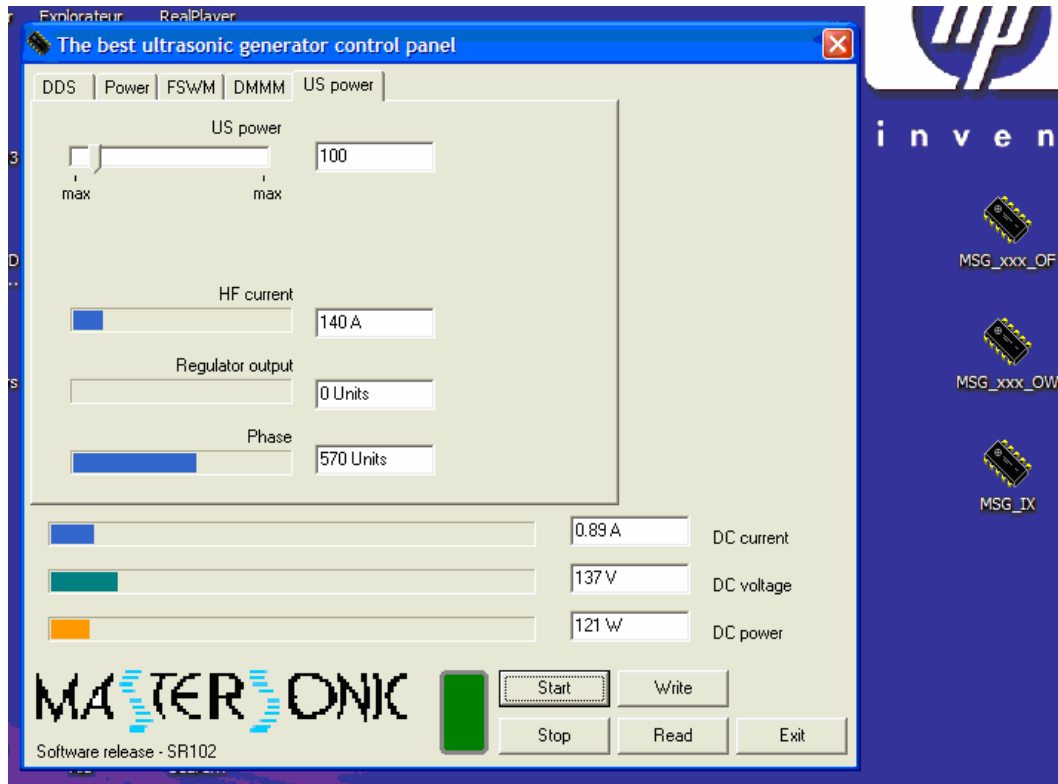 Explorateur RealPlayer
The best ultrasonic generator control panel
DDS Power FSWM DMMM US power
US power
100
max max
HF current
140 A
Regulator output
0 Units
Phase
570 Units
0.89 A DC current
137 V DC voltage
121 W DC power
MASTERSONIC
Start Write
Stop Read Exit
Software release - SR102
hp
inven
MSG_xxx_OF
MSG_xxx_OW
MSG_IX